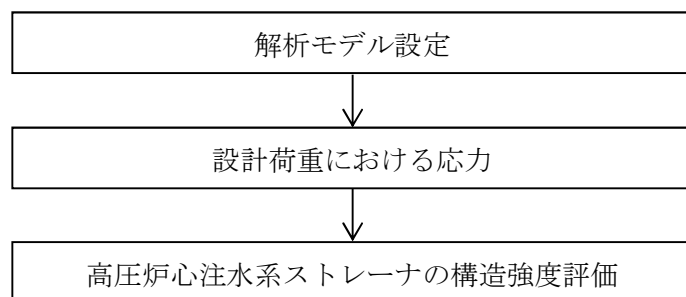 解析モデル設定
設計荷重における応力
高圧炉心注水系ストレーナの構造強度評価